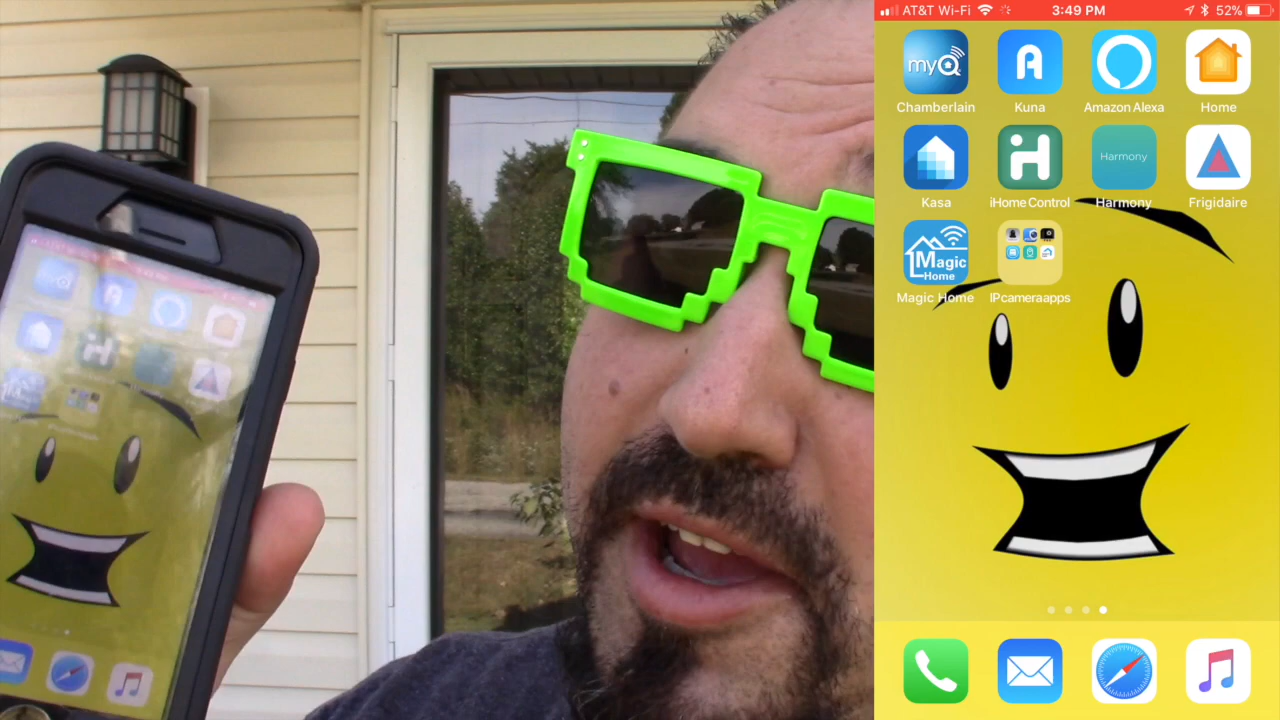 AT&T Wi-Fi 3:49 PM 52%
myQ
Chamberlain Kuna Amazon Alexa Home
Harmony
Kasa iHome Control Harmony Frigidaire
Magic
Home
Magic Home IPcameraapps